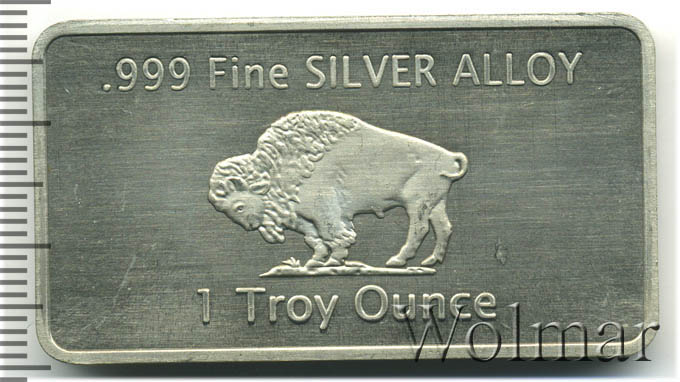 .999 Fine SILVER ALLOY
1 Troy Ounce
Wolmar